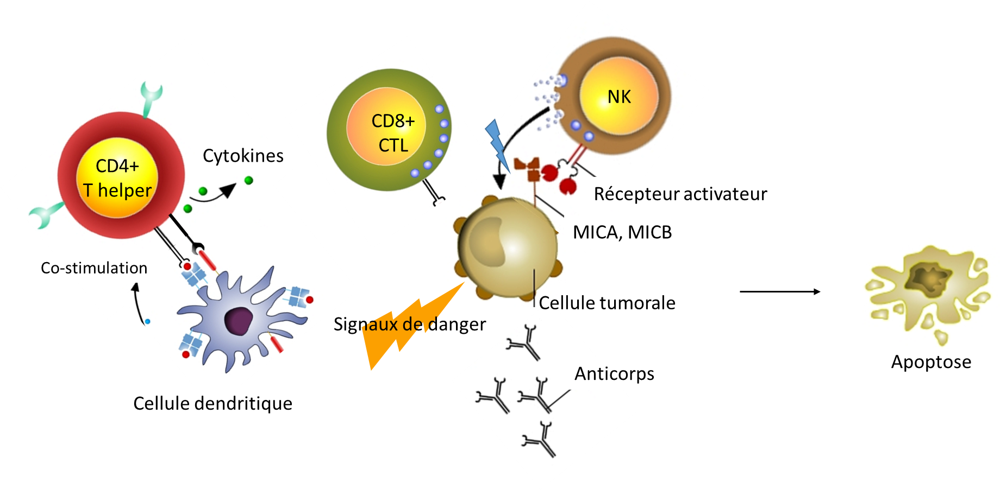 CD4+
T helper
Cytokines
Co-stimulation
Cellule dendritique
CD8+
CTL
NK
Récepteur activateur
MICA, MICB
Cellule tumorale
Signaux de danger
Anticorps
Apoptose